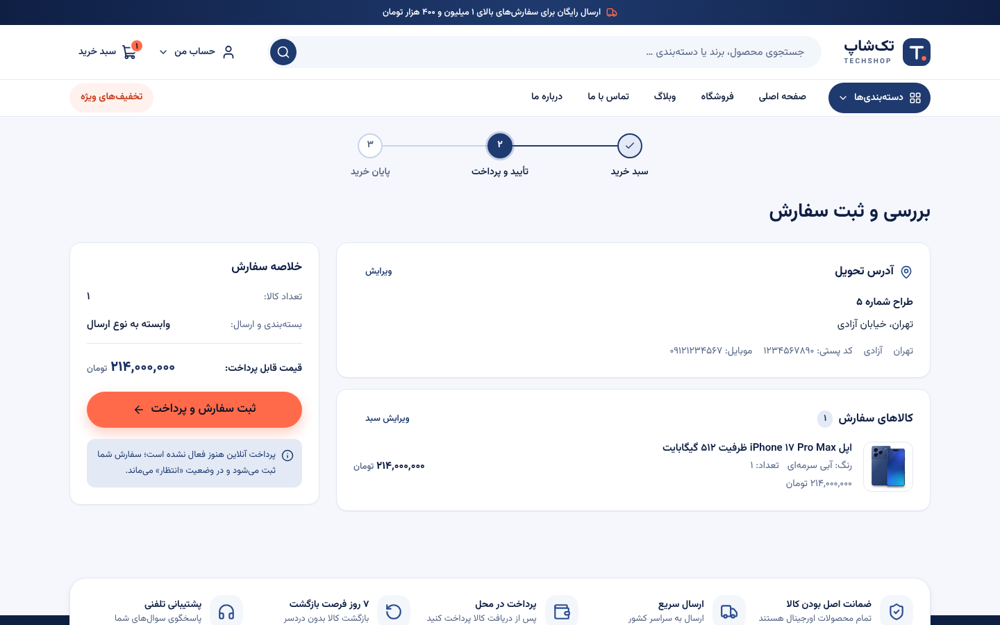 ارسال رایگان برای سفارش‌های بالای ۱ میلیون و ۴۰۰ هزار تومان
تک‌شاپ
TECHSHOP
جستجوی محصول، برند یا دسته‌بندی ...
حساب من
سبد خرید
۱
دسته‌بندی‌ها
صفحه اصلی
فروشگاه
وبلاگ
تماس با ما
درباره ما
تخفیف‌های ویژه
سبد خرید
۲
تأیید و پرداخت
۳
پایان خرید
بررسی و ثبت سفارش
آدرس تحویل
ویرایش
طراح شماره ۵
تهران، خیابان آزادی
تهران آزادی کد پستی: ۱۲۳۴۵۶۷۸۹۰ موبایل: ۰۹۱۲۱۲۳۴۵۶۷
کالاهای سفارش ۱
ویرایش سبد
اپل iPhone ۱۷ Pro Max ظرفیت ۵۱۲ گیگابایت
رنگ: آبی سرمه‌ای تعداد: ۱
۲۱۴,۰۰۰,۰۰۰ تومان
۲۱۴,۰۰۰,۰۰۰ تومان
خلاصه سفارش
تعداد کالا: ۱
بسته‌بندی و ارسال: وابسته به نوع ارسال
قیمت قابل پرداخت: ۲۱۴,۰۰۰,۰۰۰ تومان
ثبت سفارش و پرداخت
پرداخت آنلاین هنوز فعال نشده است؛ سفارش شما
ثبت می‌شود و در وضعیت «انتظار» می‌ماند.
ضمانت اصل بودن کالا
تمام محصولات اورجینال هستند
ارسال سریع
ارسال به سراسر کشور
پرداخت در محل
پس از دریافت کالا پرداخت کنید
۷ روز فرصت بازگشت
بازگشت کالا بدون دردسر
پشتیبانی تلفنی
پاسخگوی سوال‌های شما